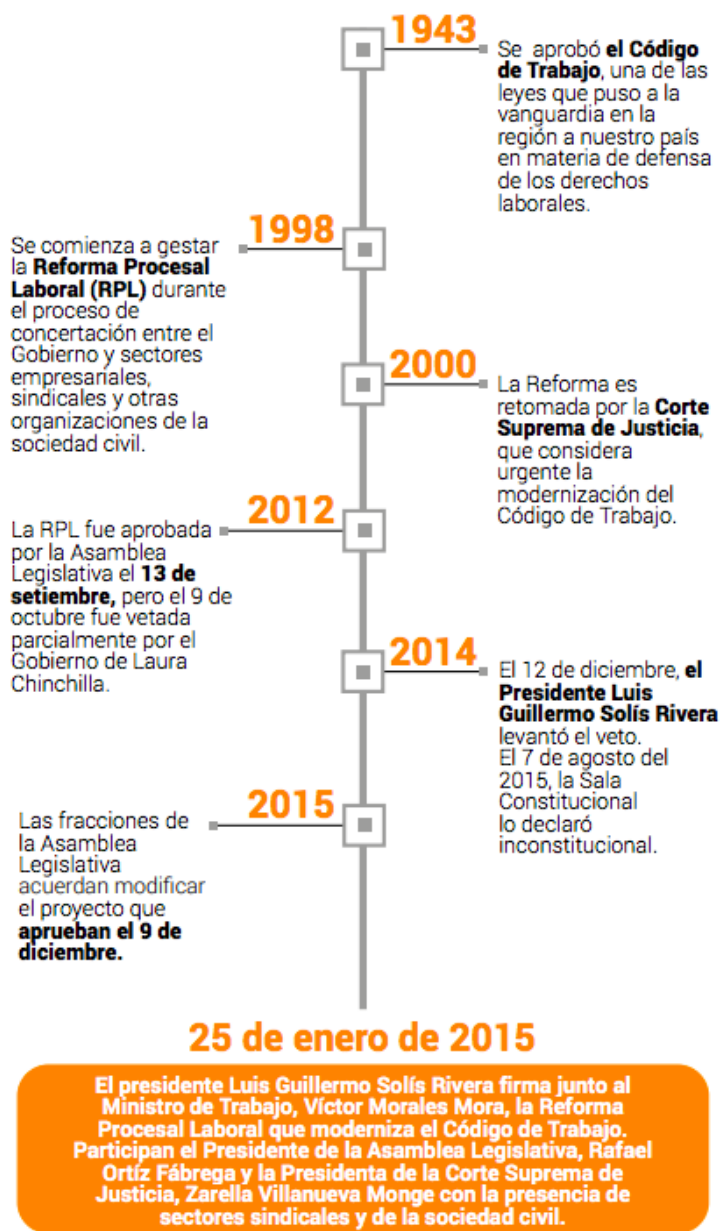 1943
Se aprobó el Código
de Trabajo, una de las
leyes que puso a la
vanguardia en la
región a nuestro país
en materia de defensa
de los derechos
laborales.
1998
Se comienza a gestar
la Reforma Procesal
Laboral (RPL) durante
el proceso de
concertación entre el
Gobierno y sectores
empresariales,
sindicales y otras
organizaciones de la
sociedad civil.
2000
La Reforma es
retomada por la Corte
Suprema de Justicia,
que considera
urgente la
modernización del
Código de Trabajo.
2012
La RPL fue aprobada
por la Asamblea
Legislativa el 13 de
setiembre, pero el 9 de
octubre fue vetada
parcialmente por el
Gobierno de Laura
Chinchilla.
2014
El 12 de diciembre, el
Presidente Luis
Guillermo Solís Rivera
levantó el veto.
El 7 de agosto del
2015, la Sala
Constitucional
lo declaró
inconstitucional.
2015
Las fracciones de
la Asamblea
Legislativa
acuerdan modificar
el proyecto que
aprueban el 9 de
diciembre.
25 de enero de 2015
El presidente Luis Guillermo Solís Rivera firma junto al
Ministro de Trabajo, Víctor Morales Mora, la Reforma
Procesal Laboral que moderniza el Código de Trabajo.
Participan el Presidente de la Asamblea Legislativa, Rafael
Ortíz Fábrega y la Presidenta de la Corte Suprema de
Justicia, Zarella Villanueva Monge con la presencia de
sectores sindicales y de la sociedad civil.